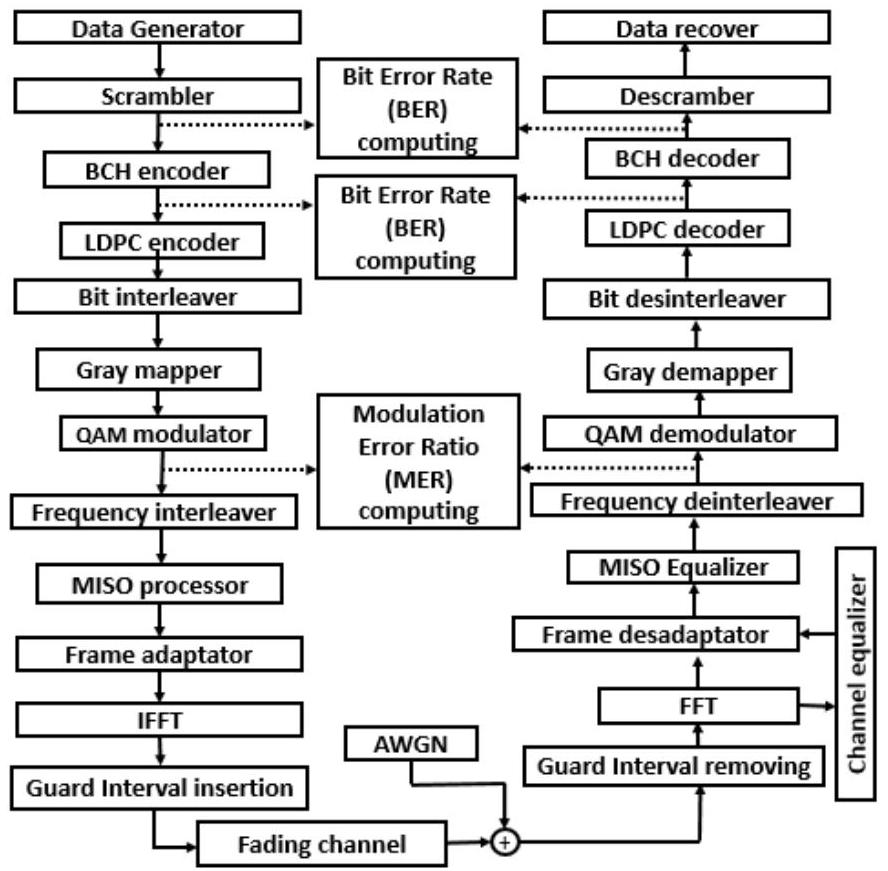 Data Generator
Scrambler
BCH encoder
LDPC encoder
Bit interleaver
Gray mapper
QAM modulator
Frequency interleaver
MISO processor
Frame adaptator
IFFT
Guard Interval insertion
Fading channel
AWGN
+
Bit Error Rate
(BER)
computing
Bit Error Rate
(BER)
computing
Modulation
Error Ratio
(MER)
computing
Data recover
Descramber
BCH decoder
LDPC decoder
Bit desinterleaver
Gray demapper
QAM demodulator
Frequency deinterleaver
MISO Equalizer
Frame desadaptator
FFT
Guard Interval removing
Channel equalizer